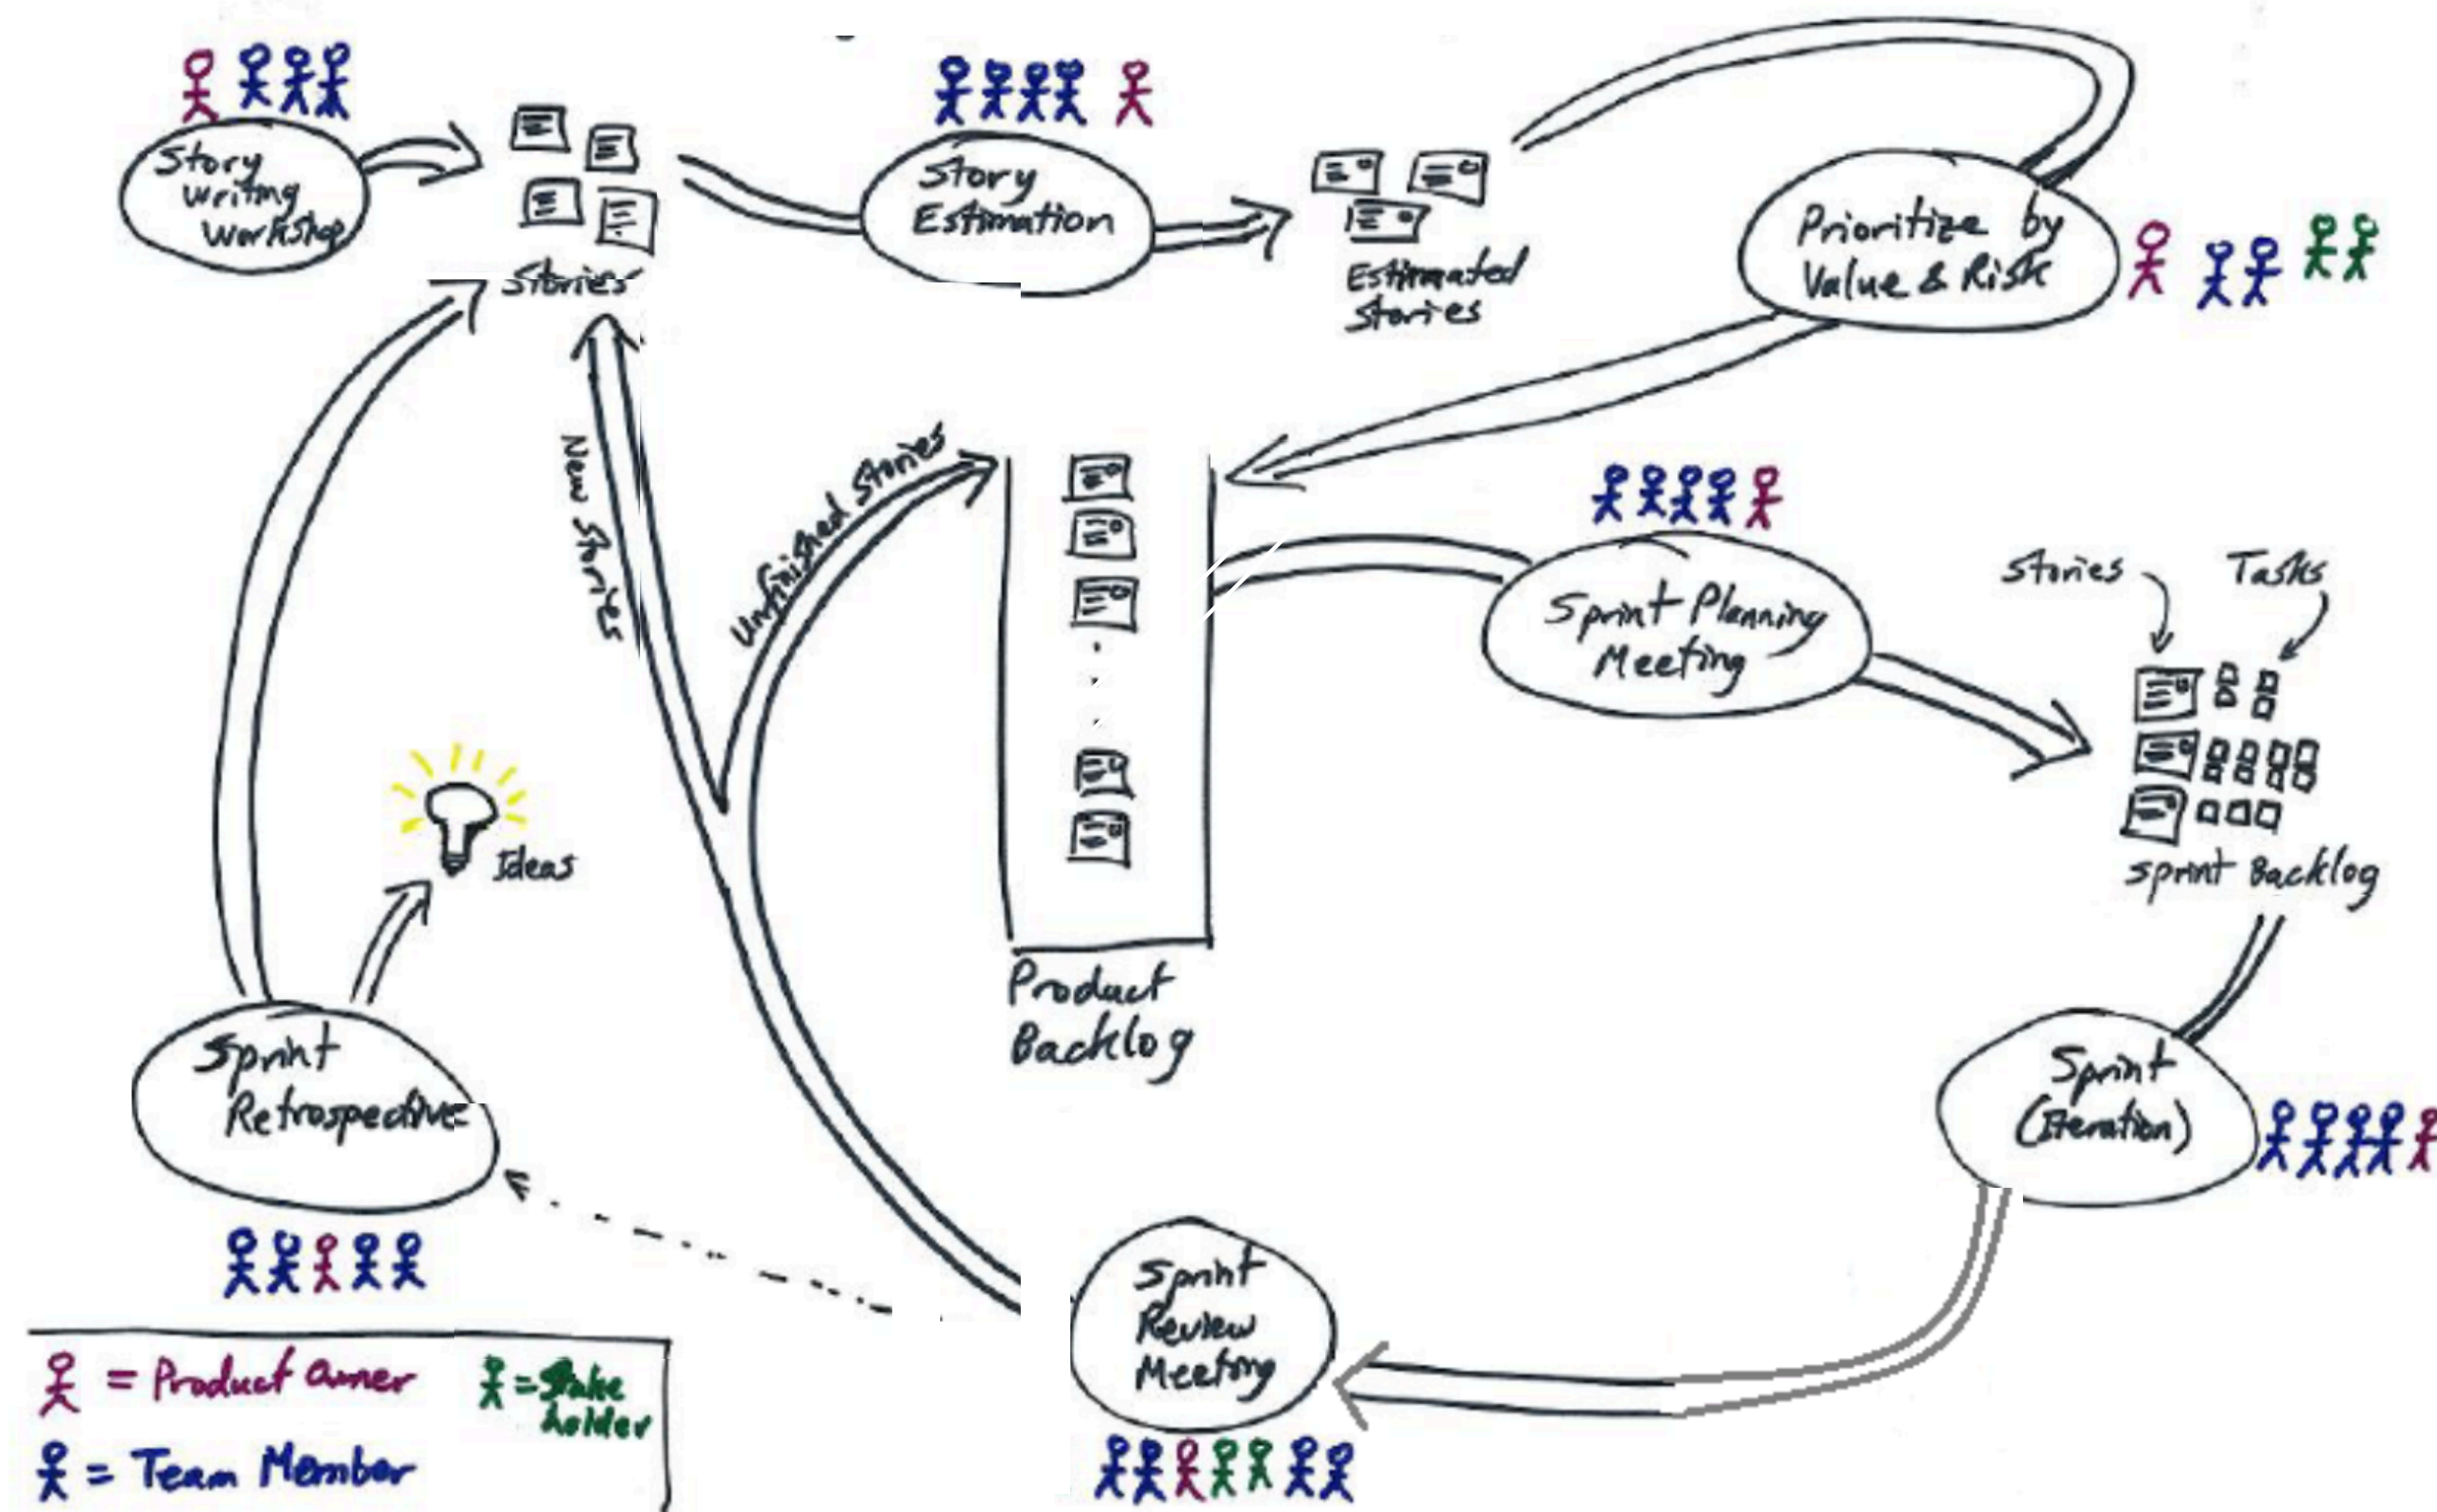 Story
Writing
Workshop
Stories
Story
Estimation
Estimated
Stories
Prioritize by
Value & Risk
New Stories
Unfinished Stories
Product
Backlog
Sprint Planning
Meeting
Stories
Tasks
Sprint Backlog
Ideas
Sprint
Retrospective
Sprint
(Iteration)
Sprint
Review
Meeting
= Product Owner
= Stake
holder
= Team Member